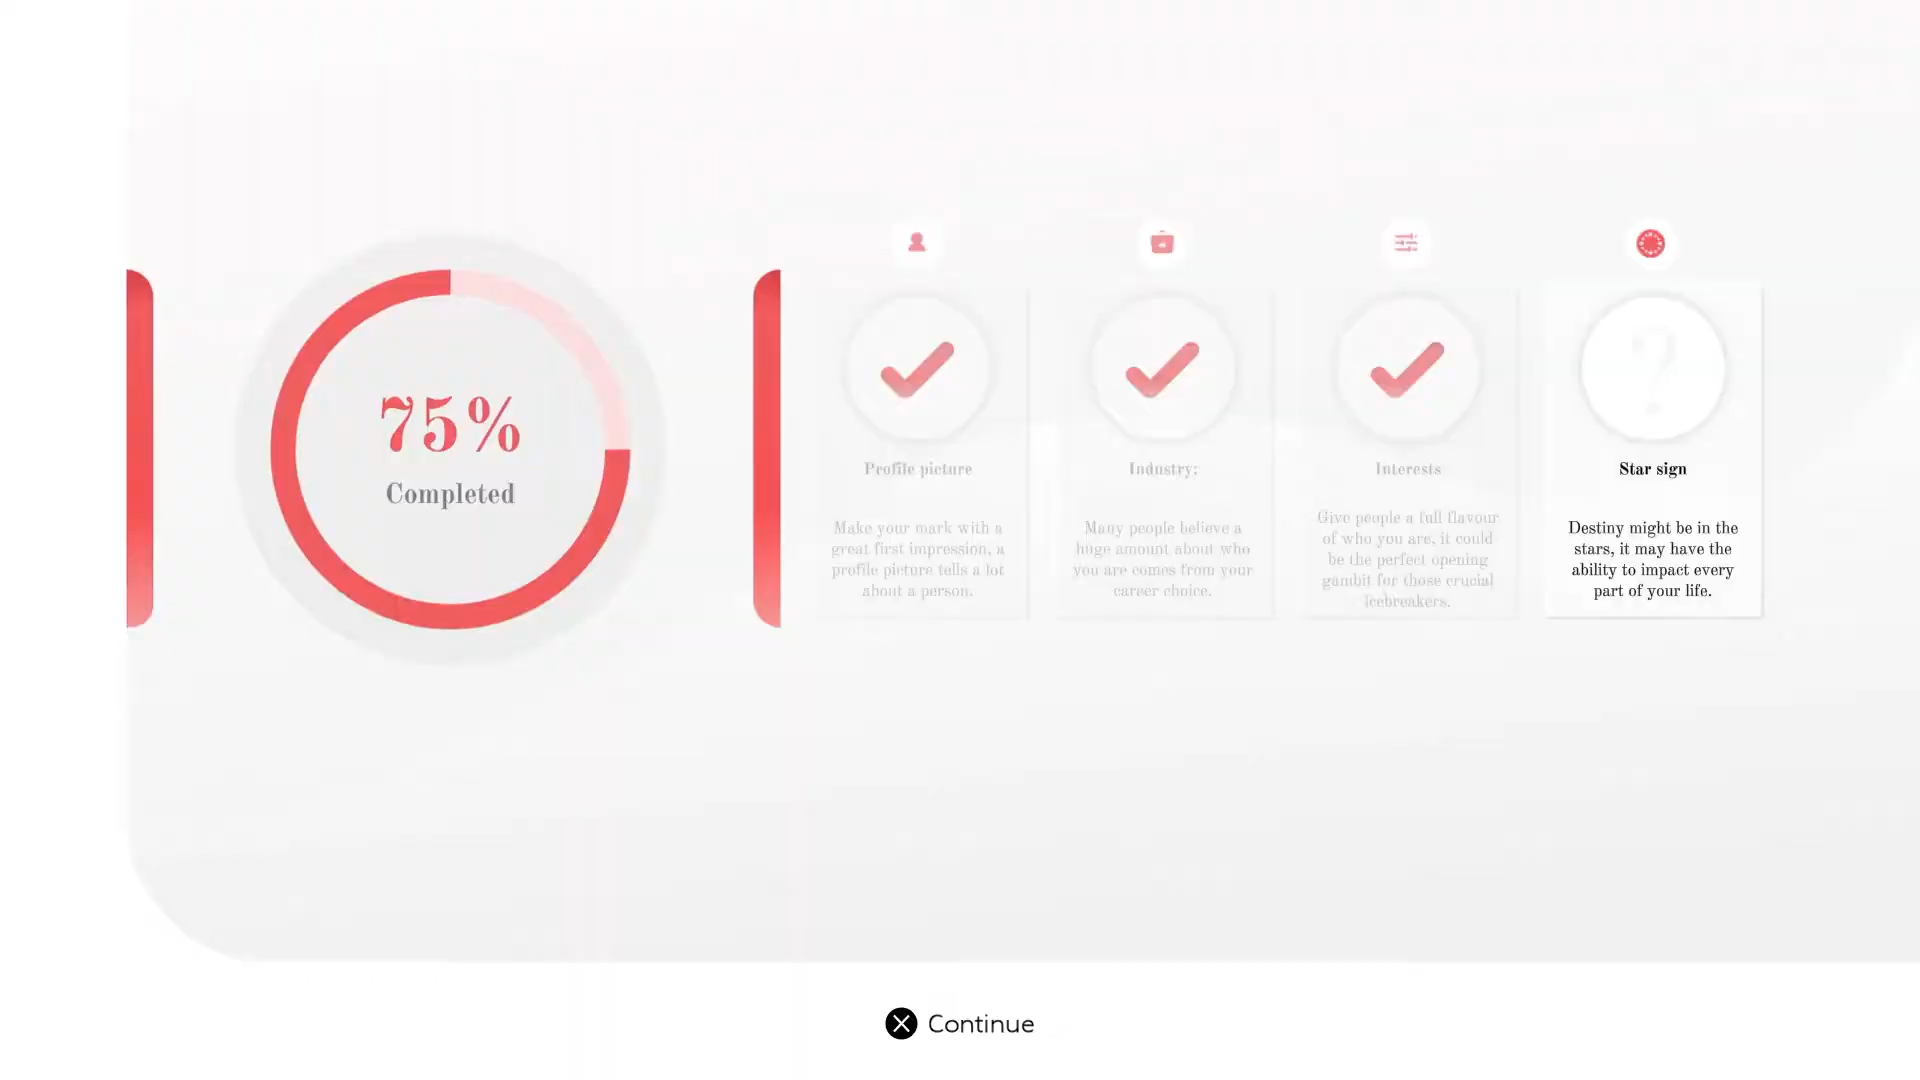 75%
Completed
Profile picture
Make your mark with a
great first impression, a
profile picture tells a lot
about a person.
Industry:
Many people believe a
huge amount about who
you are comes from your
career choice.
Interests
Give people a full flavour
of who you are, it could
be the perfect opening
gambit for those crucial
icebreakers.
?
Star sign
Destiny might be in the
stars, it may have the
ability to impact every
part of your life.
Continue